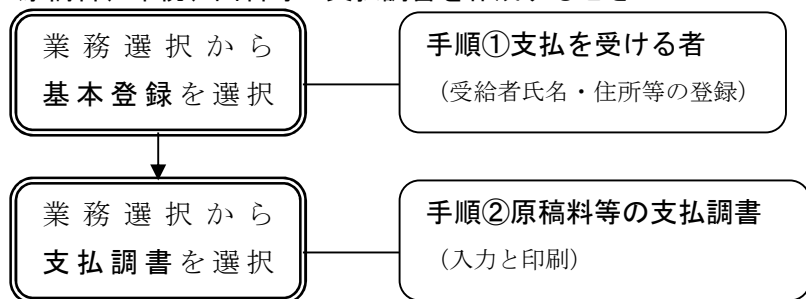 業務選択から
基本登録を選択
手順①支払を受ける者
（受給者氏名・住所等の登録）
業務選択から
支払調書を選択
手順②原稿料等の支払調書
（入力と印刷）